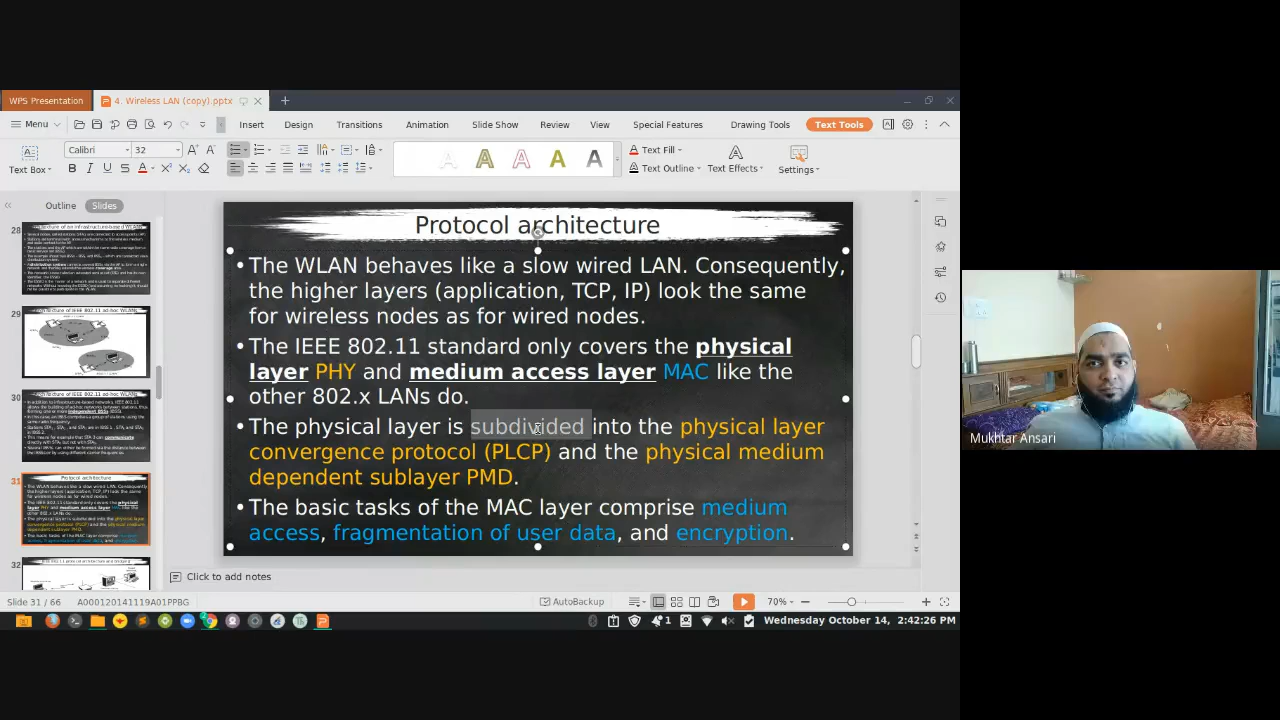 WPS Presentation
4. Wireless LAN (copy).pptx
Menu
Insert
Design
Transitions
Animation
Slide Show
Review
View
Special Features
Drawing Tools
Text Tools
Text Box
Calibri
32
Text Fill
Text Outline
Text Effects
Settings
Outline
Slides
28
29
30
31
32
Protocol architecture
• The WLAN behaves like a slow wired LAN. Consequently,
the higher layers (application, TCP, IP) look the same
for wireless nodes as for wired nodes.
• The IEEE 802.11 standard only covers the physical
layer PHY and medium access layer MAC like the
other 802.x LANs do.
• The physical layer is subdivided into the physical layer
convergence protocol (PLCP) and the physical medium
dependent sublayer PMD.
• The basic tasks of the MAC layer comprise medium
access, fragmentation of user data, and encryption.
Click to add notes
Slide 31 / 66
A000120141119A01PPBG
AutoBackup
70%
Wednesday October 14, 2:42:26 PM
Mukhtar Ansari